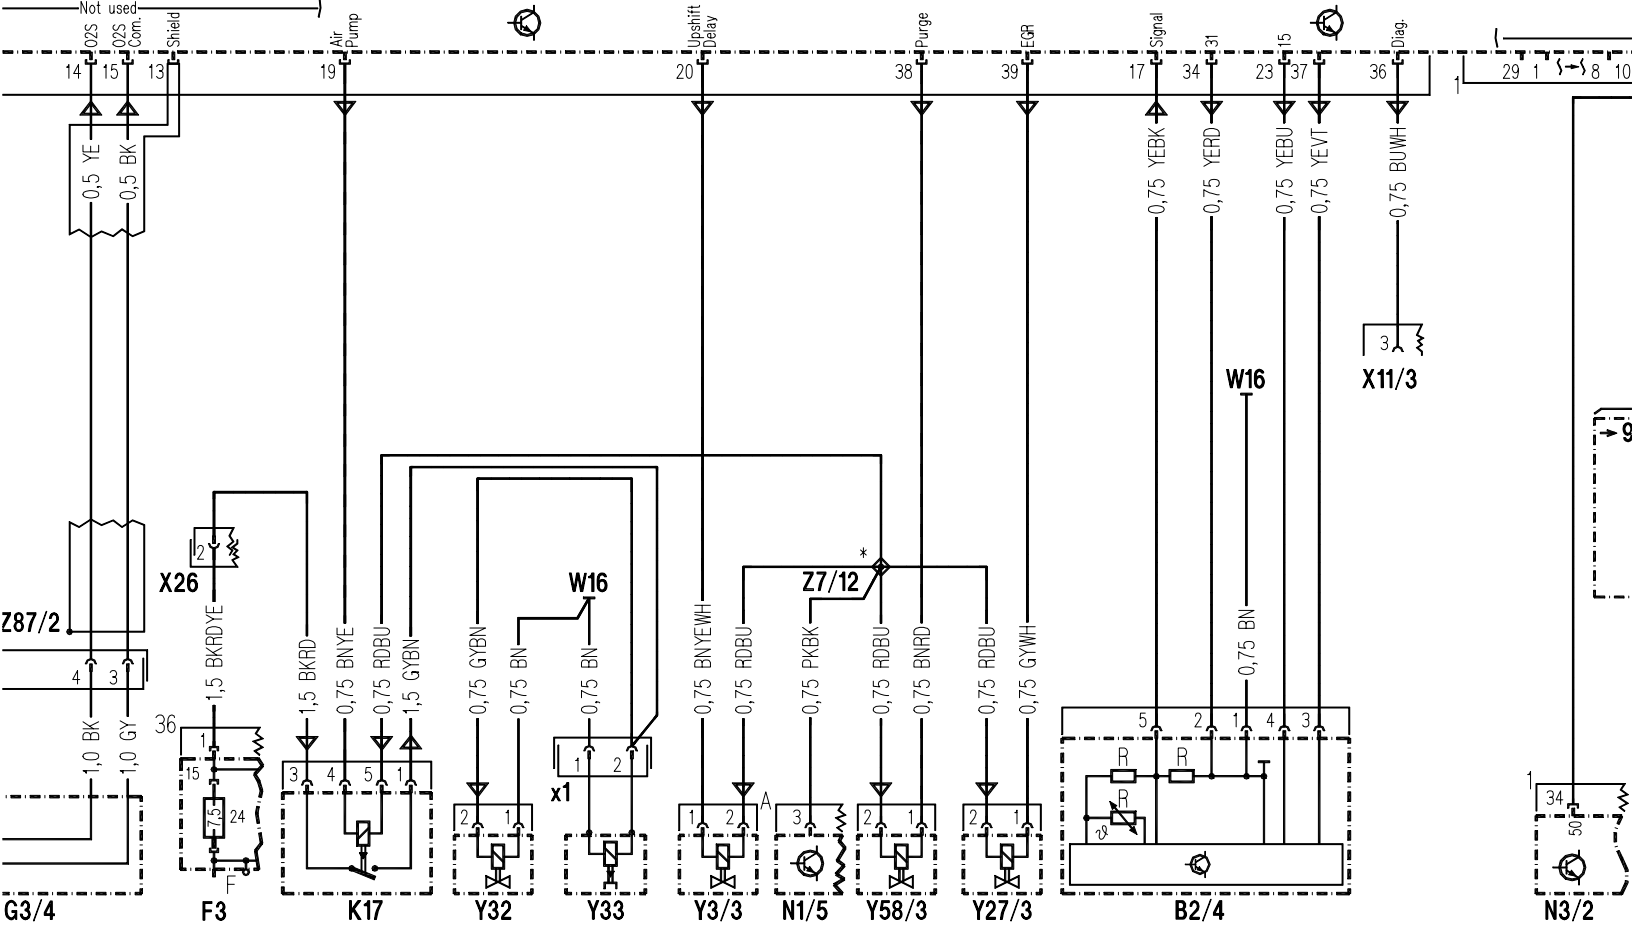 Not used
O2S
O2S Com.
Shield
Air Pump
Upshift Delay
Purge
EGR
Signal
31
15
Diag.
14 15 13 19 20 38 39 17 34 23 37 36 1 29 1 8 10
0,5 YE
0,5 BK
0,75 YEBK
0,75 YERD
0,75 YEBU
0,75 YEVT
0,75 BUWH
3
X11/3
W16
9
2
X26
W16
*
Z7/12
Z87/2
4 3
1,5 BKRDYE
1,5 BKRD
0,75 BNYE
0,75 RDBU
1,5 GYBN
0,75 GYBN
0,75 BN
0,75 BN
0,75 BNYEWH
0,75 RDBU
0,75 PKBK
0,75 RDBU
0,75 BNRD
0,75 RDBU
0,75 GYWH
0,75 BN
1,0 BK
1,0 GY
36
1
15
7,5
24
F
3 4 5 1
2 1
1 2
x1
1 2
A
3
2 1
2 1
5 2 1 4 3
R R
R
ϑ
1
34
50
G3/4 F3 K17 Y32 Y33 Y3/3 N1/5 Y58/3 Y27/3 B2/4 N3/2